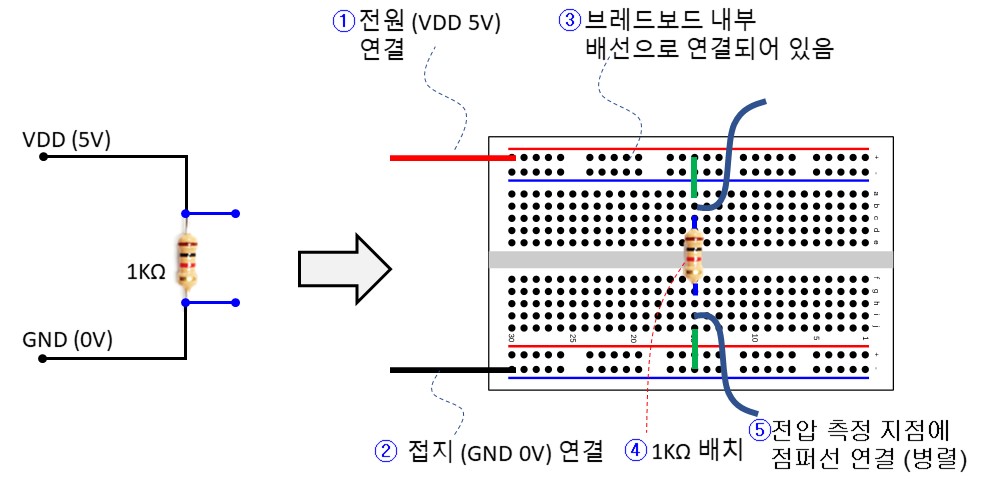 ① 전원 (VDD 5V)
연결
③ 브레드보드 내부
배선으로 연결되어 있음
VDD (5V)
1KΩ
GND (0V)
+
-
a
b
c
d
e
f
g
h
i
j
30
25
20
10
5
1
+
-
② 접지 (GND 0V) 연결
④ 1KΩ 배치
⑤ 전압 측정 지점에
점퍼선 연결 (병렬)